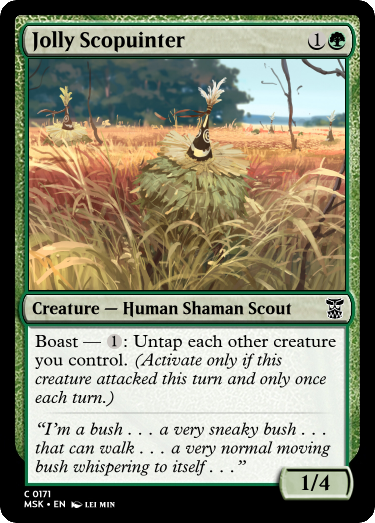 Jolly Scopuinter 1
Creature — Human Shaman Scout
Boast — 1: Untap each other creature
you control. (Activate only if this
creature attacked this turn and only once
each turn.)
“I'm a bush . . . a very sneaky bush . . .
that can walk . . . a very normal moving
bush whispering to itself . . .”
1/4
C 0171
MSK • EN LEI MIN